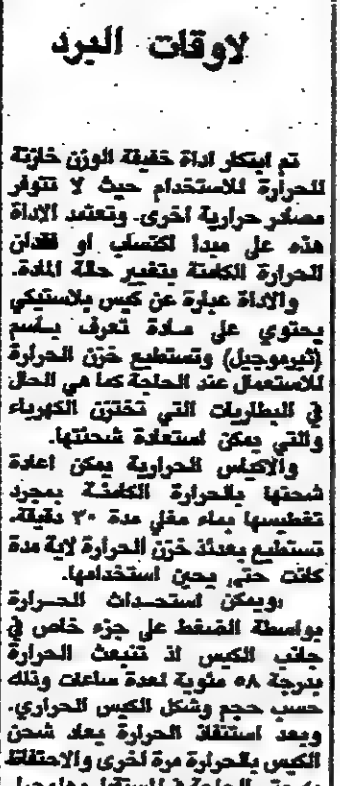 لاوقات البرد
تم ابتكار اداة خفيفة الوزن خازنة
للحرارة للاستخدام حيث لا تتوفر
مصادر حرارية اخرى. وتعتمد الاداة
هذه على مبدأ اكتساب او فقدان
الحرارة الكامنة بتغيير حالة المادة.
والاداة عبارة عن كيس بلاستيكي
يحتوي على مادة تعرف باسم
(ثيرموجيل) وتستطيع خزن الحرارة
للاستعمال عند الحاجة كما هي الحال
في البطاريات التي تختزن الكهرباء
والتي يمكن استعادة شحنتها.
والاكياس الحرارية يمكن اعادة
شحنها بالحرارة الكامنة بمجرد
تغطيسها بماء مغلي مدة ٣٠ دقيقة.
تستطيع بعدئذ خزن الحرارة لاية مدة
كانت حتى يحين استخدامها.
ويمكن استحداث الحرارة
بواسطة الضغط على جزء خاص في
جانب الكيس اذ تنبعث الحرارة
بدرجة ٥٨ مئوية لعدة ساعات وذلك
حسب حجم وشكل الكيس الحراري.
وبعد استنفاد الحرارة يعاد شحن
الكيس بالحرارة مرة اخرى والاحتفاظ